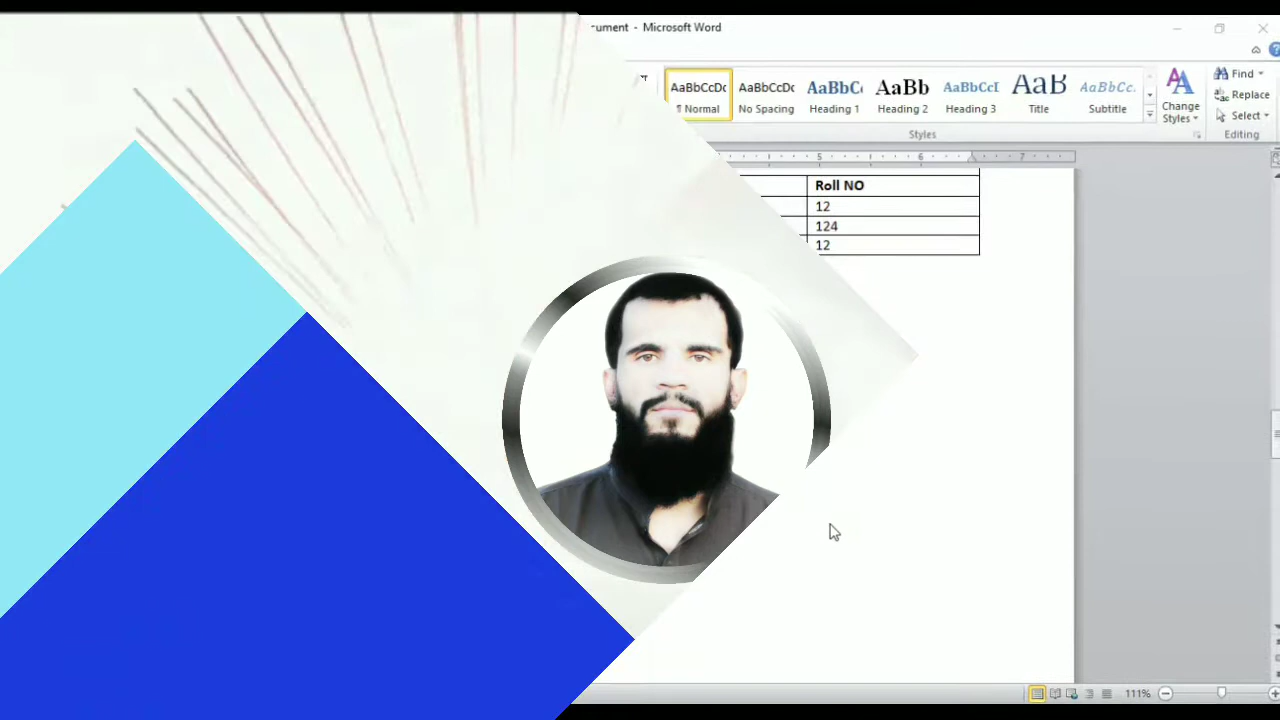 cument - Microsoft Word
AaBbCcDc AaBbCcDc AaBbC AaBb AaBbCcI AaB AaBbCc.
¶ Normal No Spacing Heading 1 Heading 2 Heading 3 Title Subtitle
Change
Styles
Find
Replace
Select
Styles
Editing
5 6 7
Roll NO
12
124
12
111%